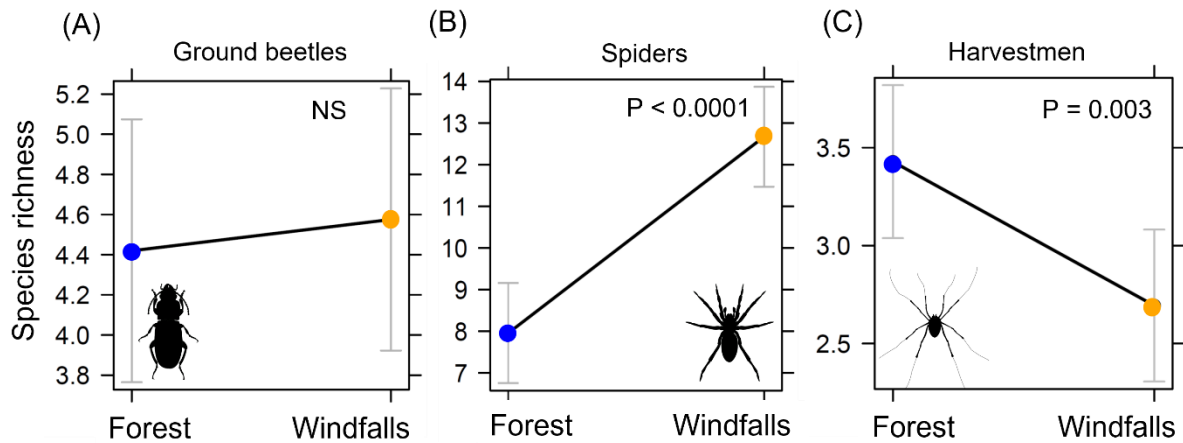 (A)
Ground beetles
NS
Species richness
5.2
5.0
4.8
4.6
4.4
4.2
4.0
3.8
Forest
Windfalls
(B)
Spiders
P < 0.0001
14
13
12
11
10
9
8
7
Forest
Windfalls
(C)
Harvestmen
P = 0.003
3.5
3.0
2.5
Forest
Windfalls